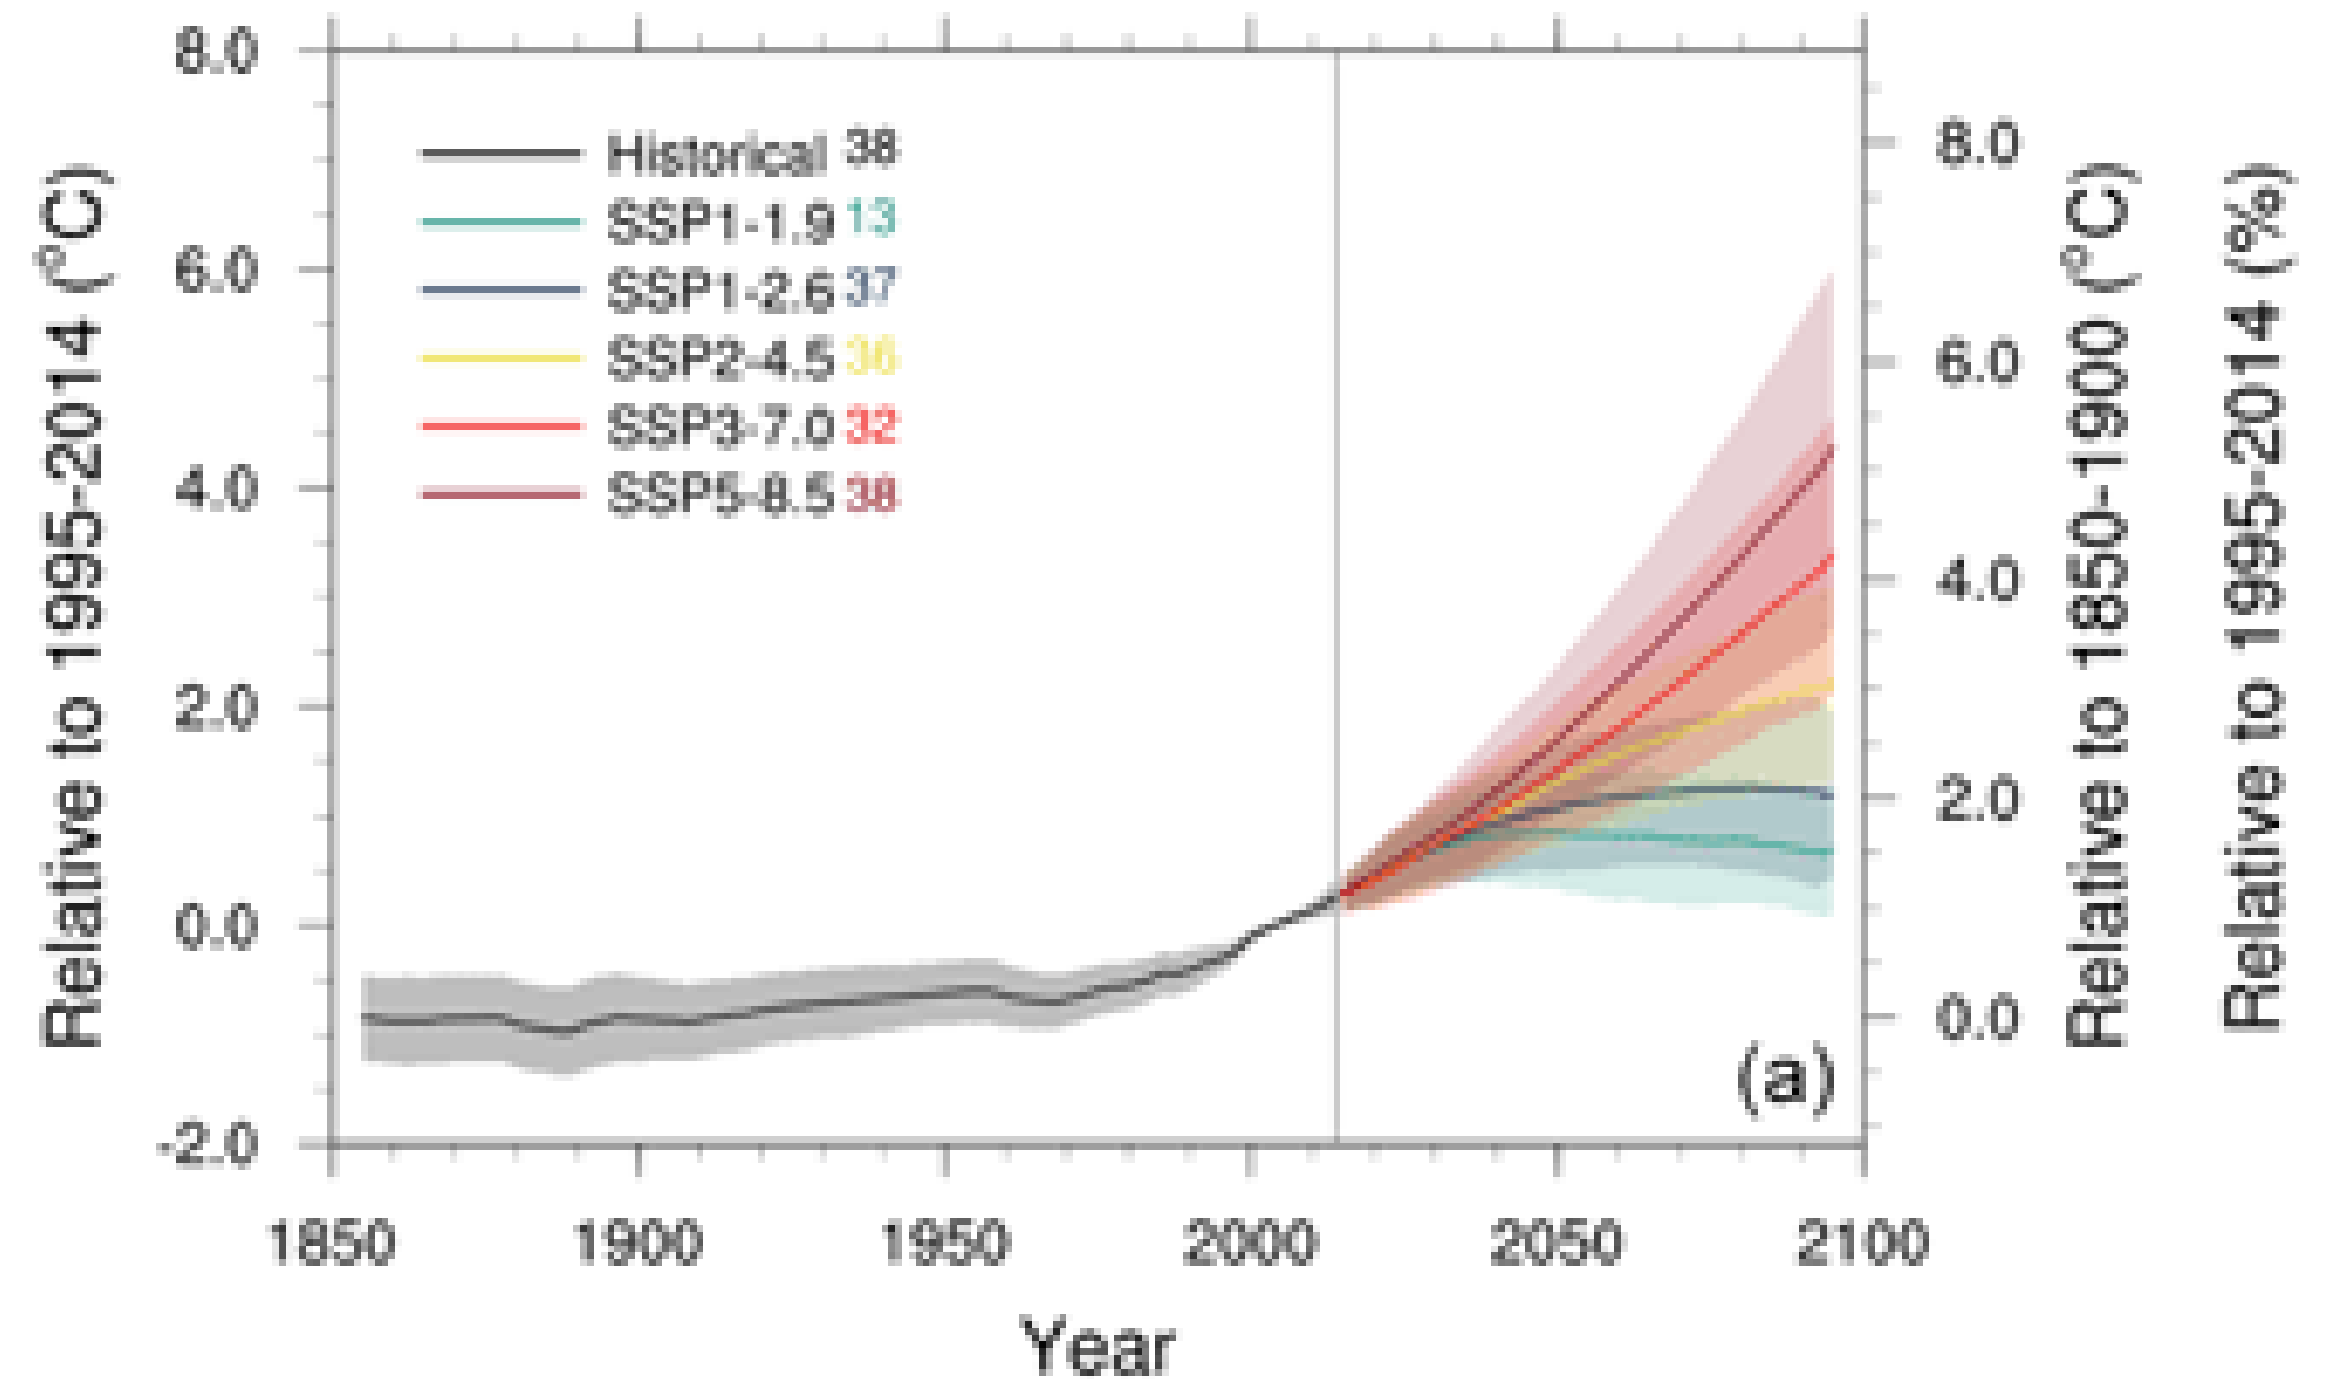 Relative to 1995-2014 (°C)
8.0
6.0
4.0
2.0
0.0
-2.0
Historical 38
SSP1-1.9 13
SSP1-2.6 37
SSP2-4.5 36
SSP3-7.0 32
SSP5-8.5 38
(a)
1850 1900 1950 2000 2050 2100
Year
8.0
6.0
4.0
2.0
0.0
Relative to 1850-1900 (°C)
Relative to 1995-2014 (%)